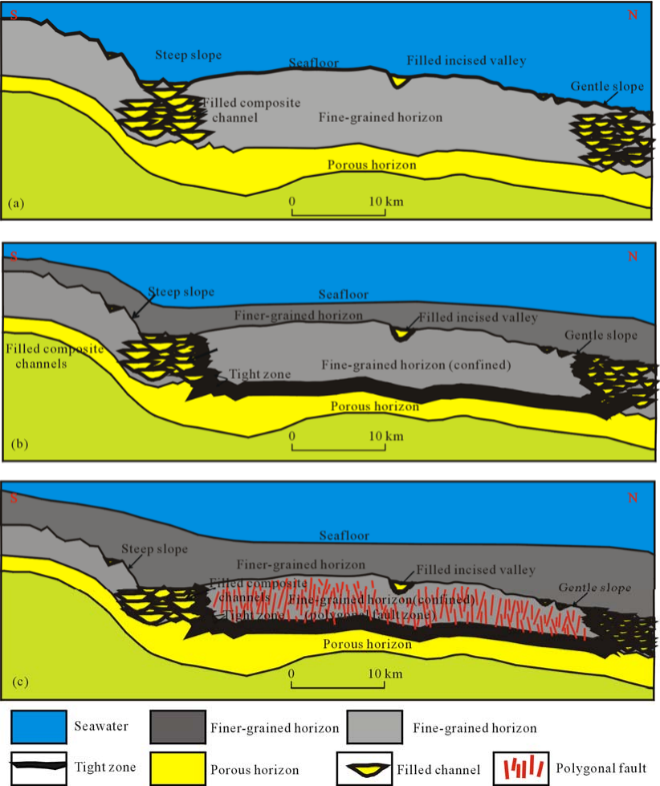 S N
Steep slope
Seafloor
Filled incised valley
Gentle slope
Filled composite
channel
Fine-grained horizon
Porous horizon
(a)
0 10 km
S N
Steep slope
Seafloor
Finer-grained horizon
Filled incised valley
Gentle slope
Filled composite
channels
Tight zone
Fine-grained horizon (confined)
Porous horizon
(b)
0 10 km
S N
Steep slope
Seafloor
Finer-grained horizon
Filled incised valley
Gentle slope
Filled composite
channels
Fine-grained horizon(confined)
Tight zone
(polygonal fault zone)
Porous horizon
(c)
0 10 km
Seawater
Finer-grained horizon
Fine-grained horizon
Tight zone
Porous horizon
Filled channel
Polygonal fault